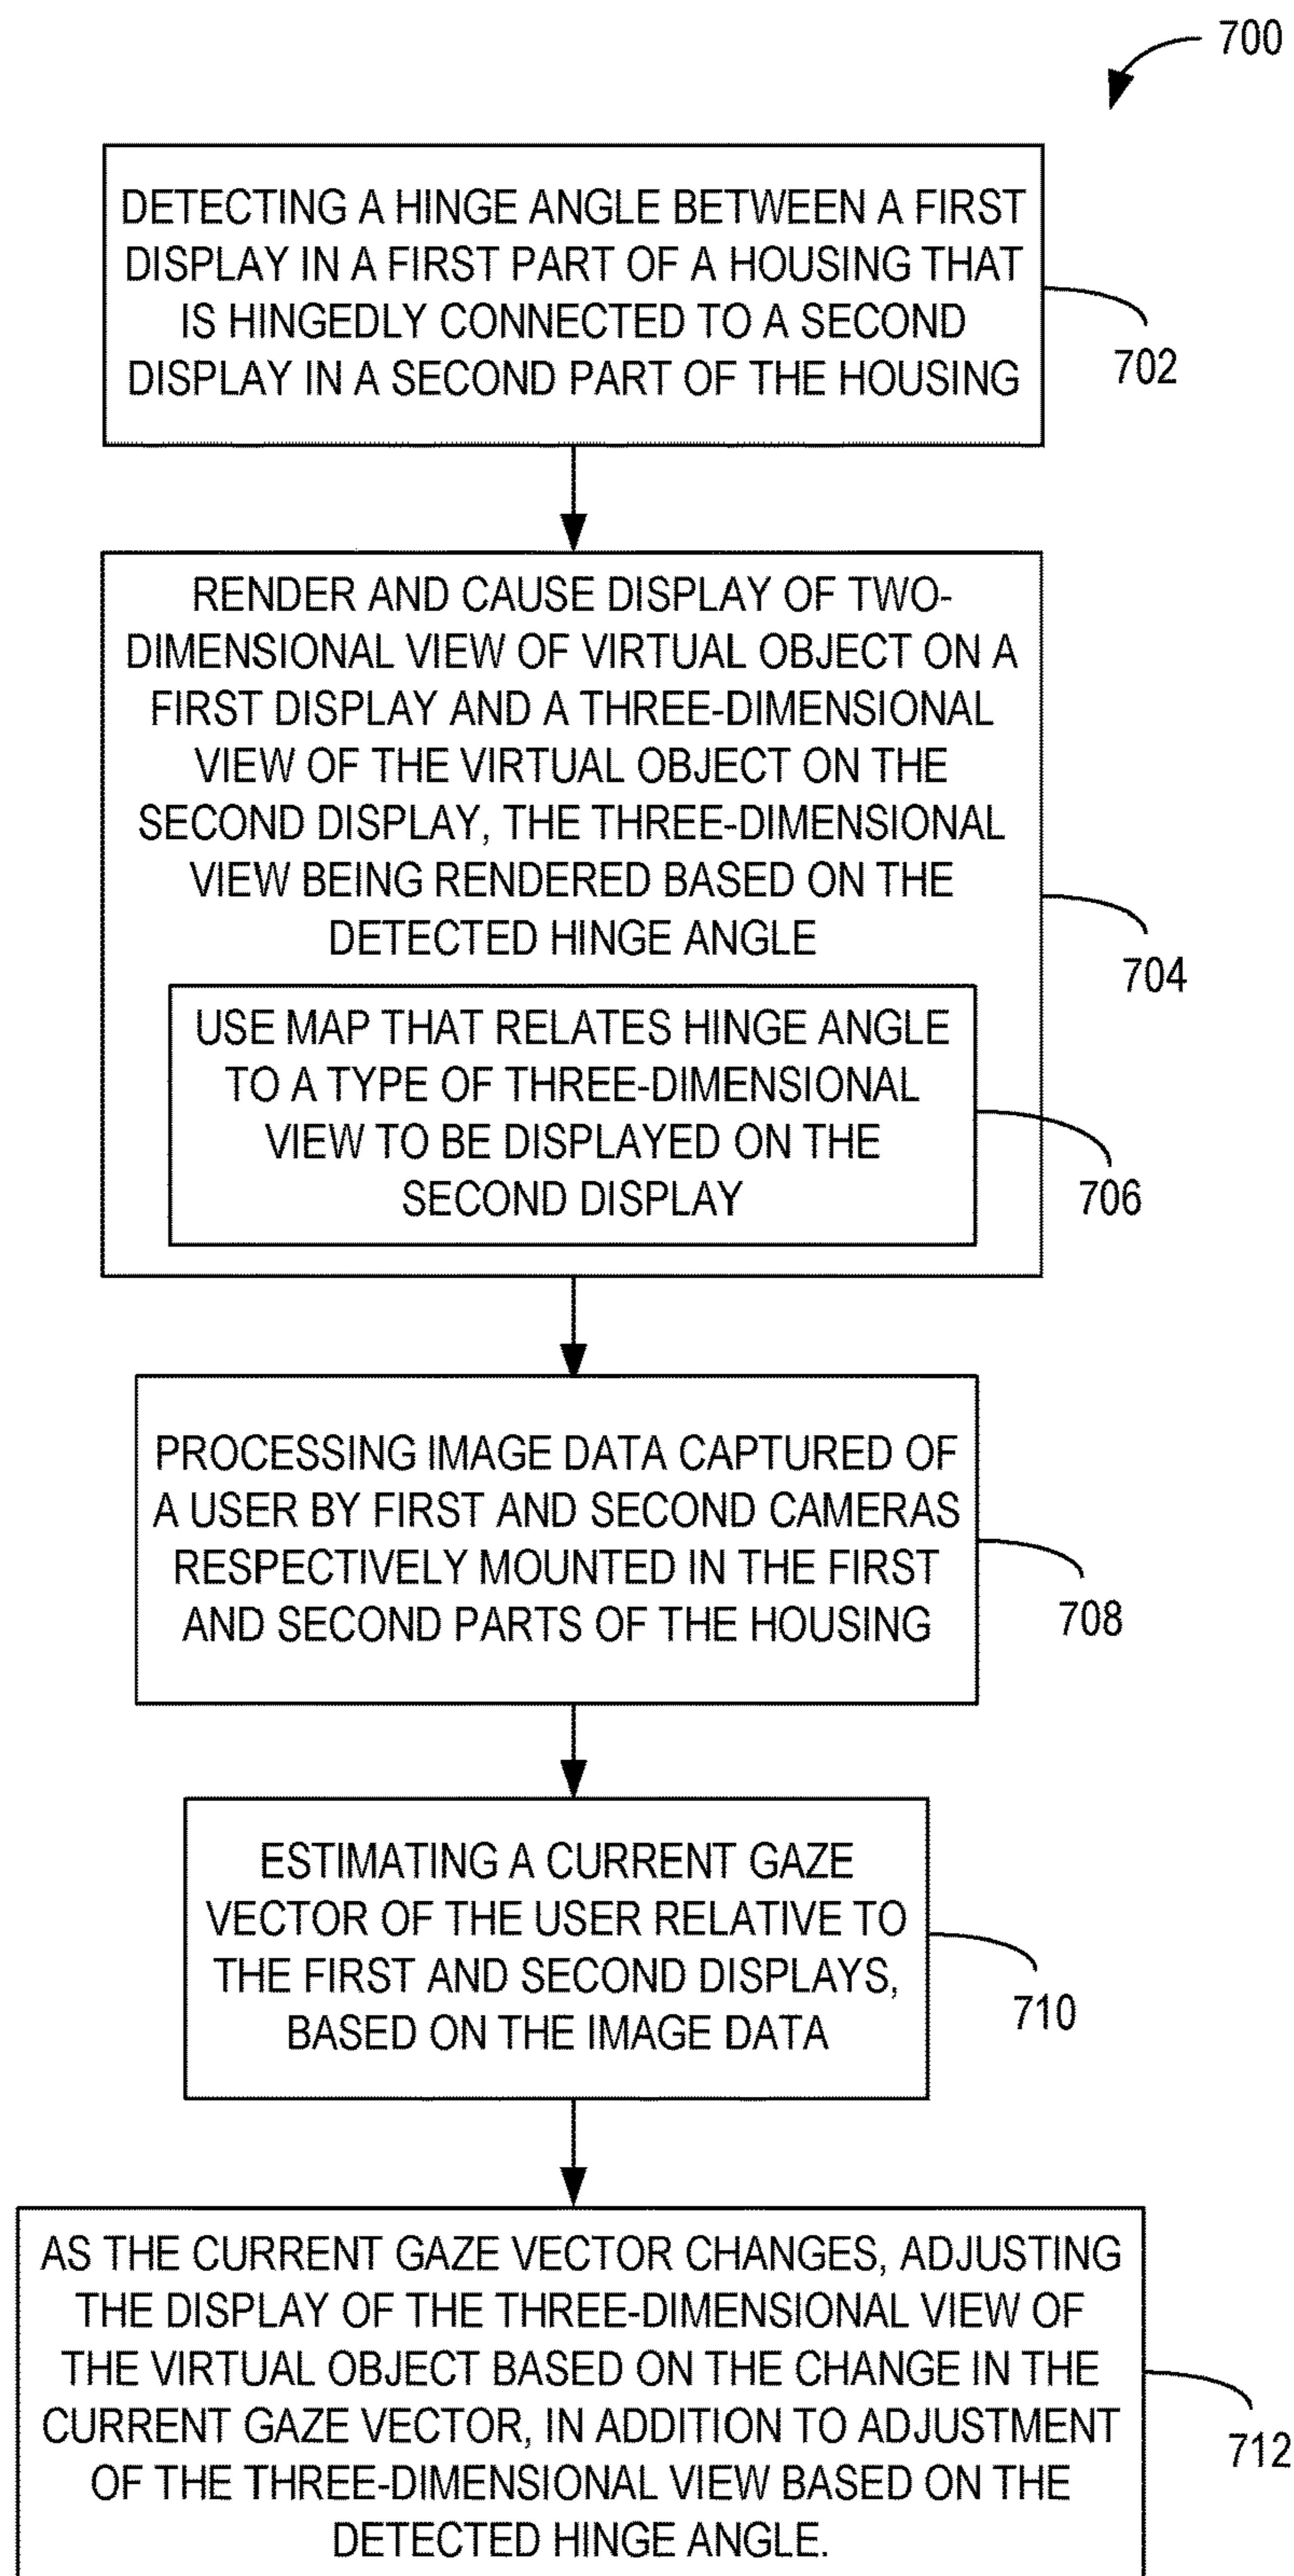 700
DETECTING A HINGE ANGLE BETWEEN A FIRST
DISPLAY IN A FIRST PART OF A HOUSING THAT
IS HINGEDLY CONNECTED TO A SECOND
DISPLAY IN A SECOND PART OF THE HOUSING
702
RENDER AND CAUSE DISPLAY OF TWO-
DIMENSIONAL VIEW OF VIRTUAL OBJECT ON A
FIRST DISPLAY AND A THREE-DIMENSIONAL
VIEW OF THE VIRTUAL OBJECT ON THE
SECOND DISPLAY, THE THREE-DIMENSIONAL
VIEW BEING RENDERED BASED ON THE
DETECTED HINGE ANGLE
704
USE MAP THAT RELATES HINGE ANGLE
TO A TYPE OF THREE-DIMENSIONAL
VIEW TO BE DISPLAYED ON THE
SECOND DISPLAY
706
PROCESSING IMAGE DATA CAPTURED OF
A USER BY FIRST AND SECOND CAMERAS
RESPECTIVELY MOUNTED IN THE FIRST
AND SECOND PARTS OF THE HOUSING
708
ESTIMATING A CURRENT GAZE
VECTOR OF THE USER RELATIVE TO
THE FIRST AND SECOND DISPLAYS,
BASED ON THE IMAGE DATA
710
AS THE CURRENT GAZE VECTOR CHANGES, ADJUSTING
THE DISPLAY OF THE THREE-DIMENSIONAL VIEW OF
THE VIRTUAL OBJECT BASED ON THE CHANGE IN THE
CURRENT GAZE VECTOR, IN ADDITION TO ADJUSTMENT
OF THE THREE-DIMENSIONAL VIEW BASED ON THE
DETECTED HINGE ANGLE.
712